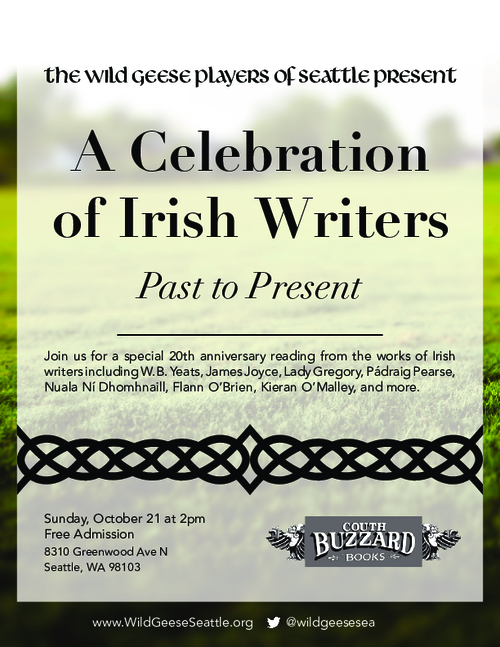 the wild geese players of seattle present
A Celebration
of Irish Writers
Past to Present
Join us for a special 20th anniversary reading from the works of Irish
writers including W.B. Yeats, James Joyce, Lady Gregory, Pádraig Pearse,
Nuala Ní Dhomhnaill, Flann O’Brien, Kieran O’Malley, and more.
Sunday, October 21 at 2pm
Free Admission
8310 Greenwood Ave N
Seattle, WA 98103
COUTH
BUZZARD
BOOKS
www.WildGeeseSeattle.org @wildgeesesea